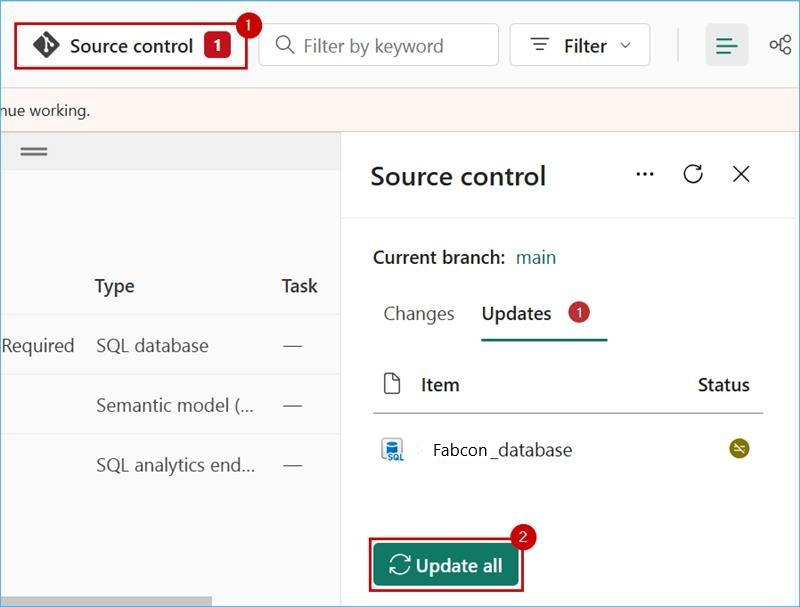 1
Source control 1
Filter by keyword
Filter
nue working.
Source control
Current branch: main
Type Task
Changes Updates 1
Required SQL database —
Item Status
Semantic model (... —
SQL Fabcon _database
SQL analytics end... —
2
Update all